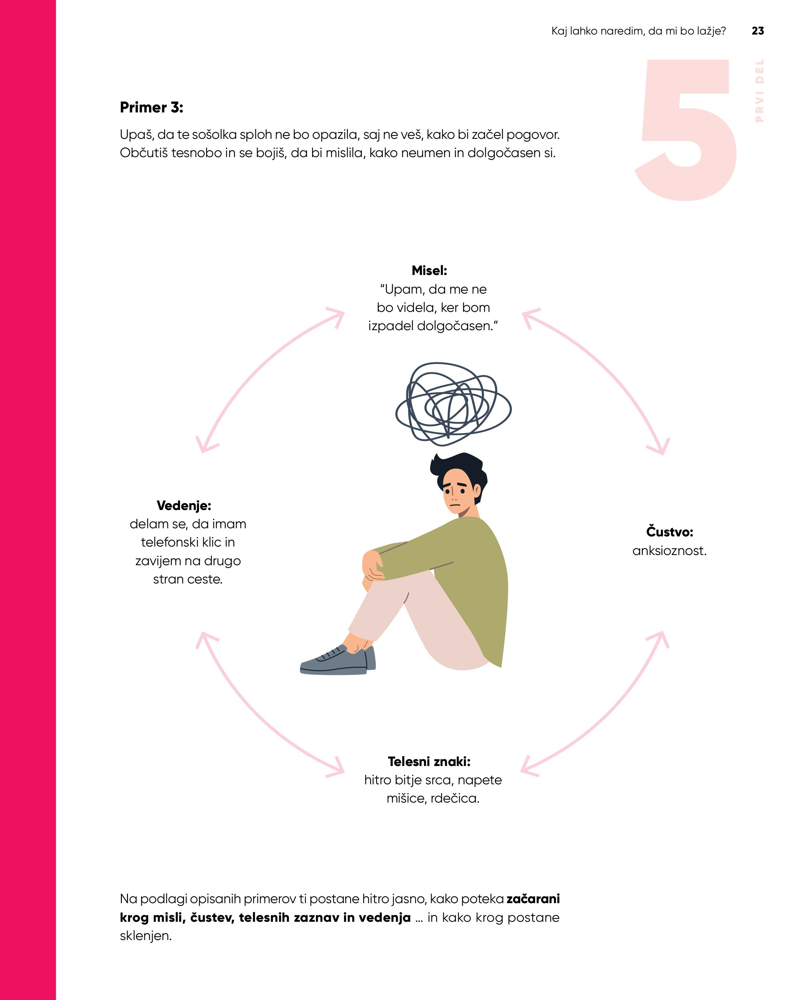 Kaj lahko naredim, da mi bo lažje? 23
5
PRVI DEL
Primer 3:
Upaš, da te sošolka sploh ne bo opazila, saj ne veš, kako bi začel pogovor.
Občutiš tesnobo in se bojiš, da bi mislila, kako neumen in dolgočasen si.
Misel:
“Upam, da me ne
bo videla, ker bom
izpadel dolgočasen.”
Vedenje:
delam se, da imam
telefonski klic in
zavijem na drugo
stran ceste.
Čustvo:
anksioznost.
Telesni znaki:
hitro bitje srca, napete
mišice, rdečica.
Na podlagi opisanih primerov ti postane hitro jasno, kako poteka začarani
krog misli, čustev, telesnih zaznav in vedenja ... in kako krog postane
sklenjen.